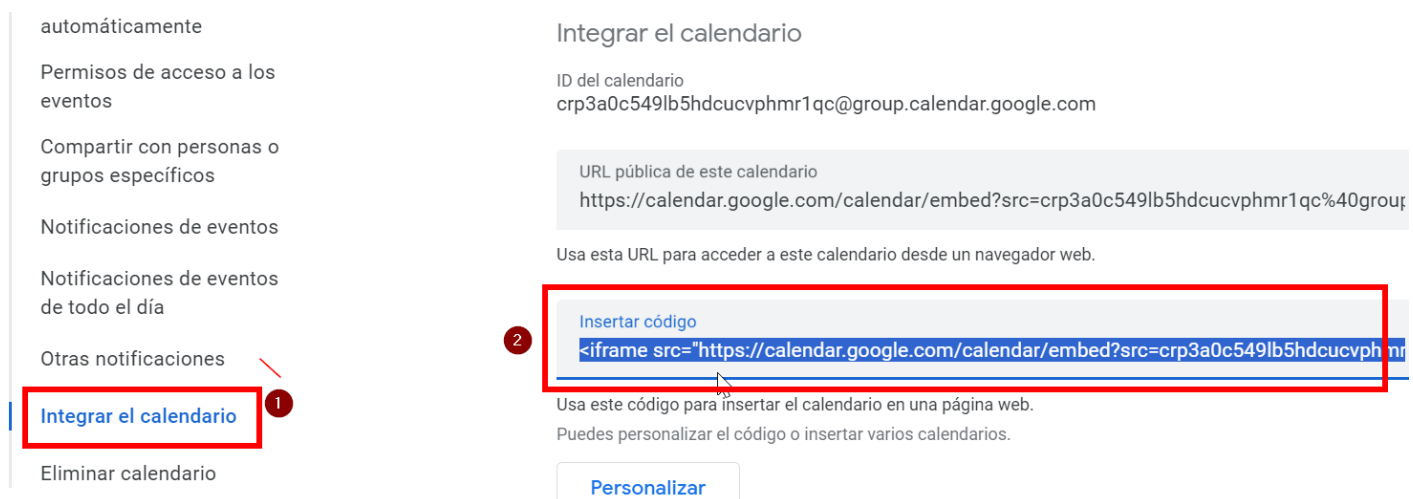 automáticamente
Permisos de acceso a los
eventos
Compartir con personas o
grupos específicos
Notificaciones de eventos
Notificaciones de eventos
de todo el día
Otras notificaciones
1
Integrar el calendario
Eliminar calendario
Integrar el calendario
ID del calendario
crp3a0c549lb5hdcucvphmr1qc@group.calendar.google.com
URL pública de este calendario
https://calendar.google.com/calendar/embed?src=crp3a0c549lb5hdcucvphmr1qc%40group
Usa esta URL para acceder a este calendario desde un navegador web.
2
Insertar código
<iframe src="https://calendar.google.com/calendar/embed?src=crp3a0c549lb5hdcucvphmr
Usa este código para insertar el calendario en una página web.
Puedes personalizar el código o insertar varios calendarios.
Personalizar